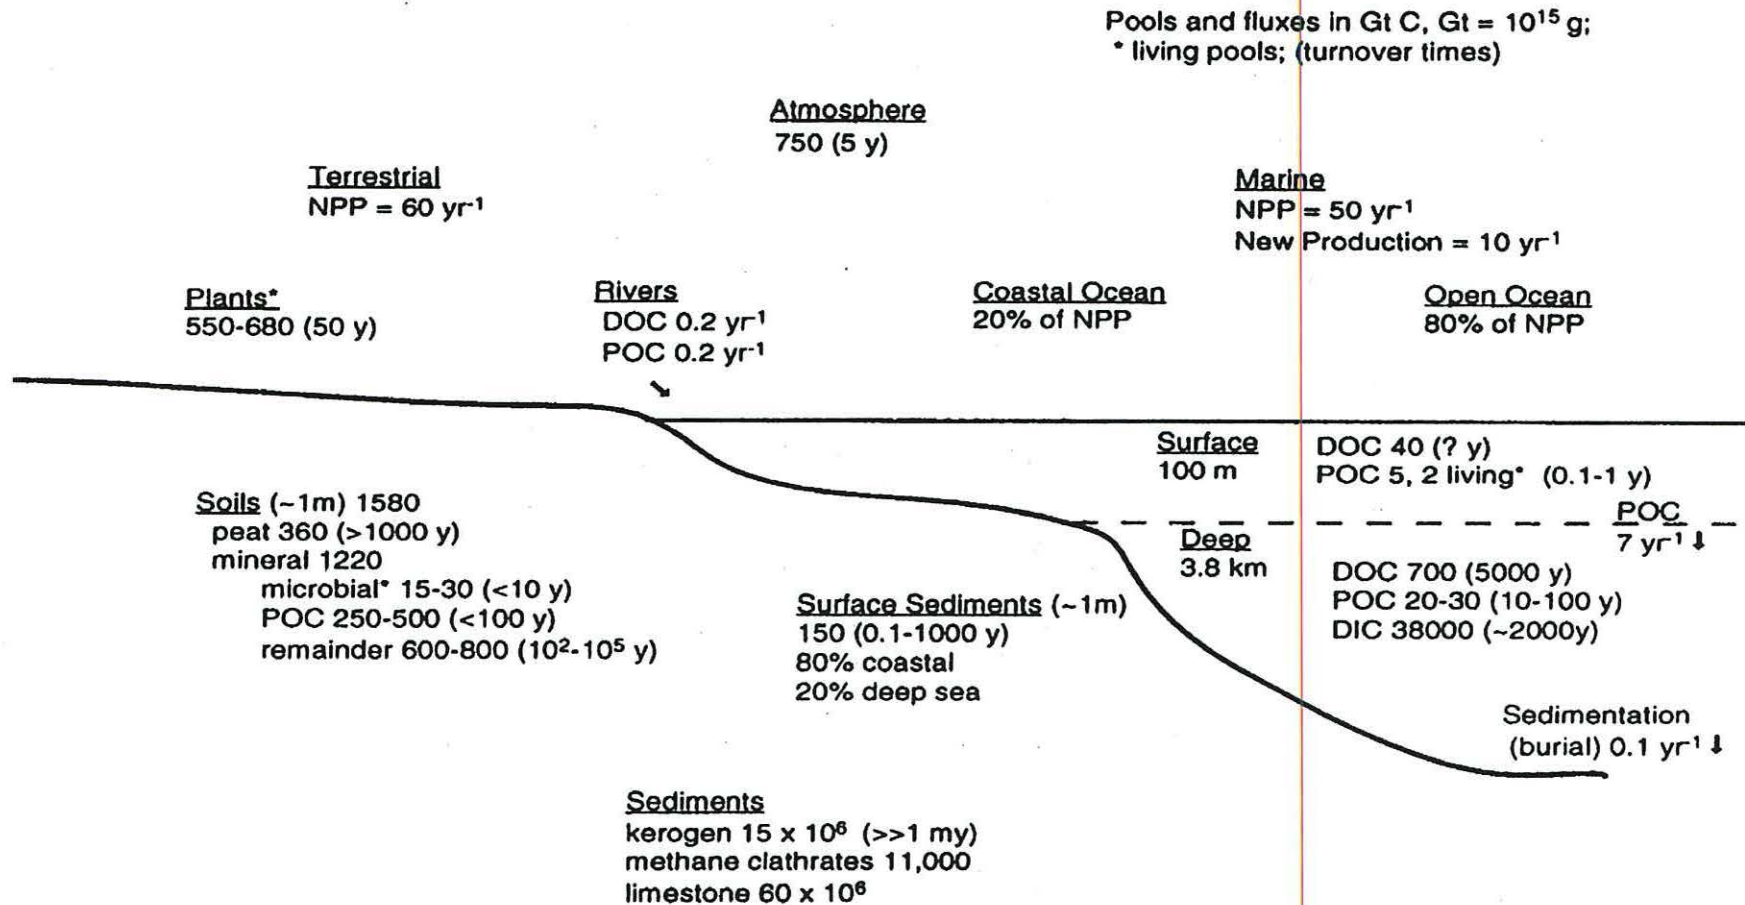 Pools and fluxes in Gt C, Gt = 10¹⁵ g;
* living pools; (turnover times)
Atmosphere
750 (5 y)
Terrestrial
NPP = 60 yr⁻¹
Marine
NPP = 50 yr⁻¹
New Production = 10 yr⁻¹
Plants*
550-680 (50 y)
Rivers
DOC 0.2 yr⁻¹
POC 0.2 yr⁻¹
Coastal Ocean
20% of NPP
Open Ocean
80% of NPP
Surface
100 m
DOC 40 (? y)
POC 5, 2 living* (0.1-1 y)
POC
7 yr⁻¹ ↓
Soils (~1m) 1580
peat 360 (>1000 y)
mineral 1220
microbial* 15-30 (<10 y)
POC 250-500 (<100 y)
remainder 600-800 (10²-10⁵ y)
Deep
3.8 km
DOC 700 (5000 y)
POC 20-30 (10-100 y)
DIC 38000 (~2000y)
Surface Sediments (~1m)
150 (0.1-1000 y)
80% coastal
20% deep sea
Sedimentation
(burial) 0.1 yr⁻¹ ↓
Sediments
kerogen 15 x 10⁶ (>>1 my)
methane clathrates 11,000
limestone 60 x 10⁶